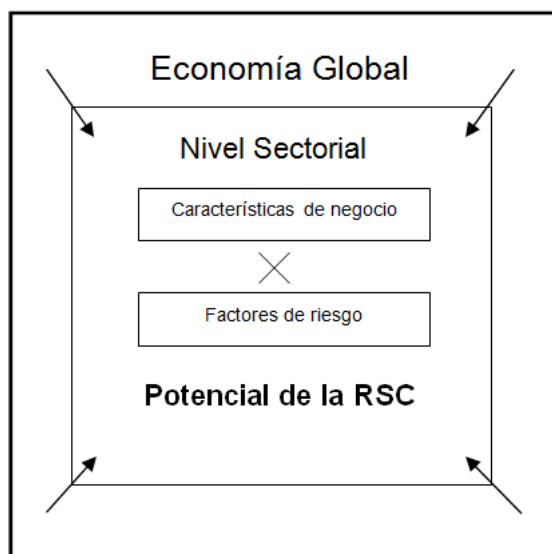 Economía Global
Nivel Sectorial
Características de negocio
Factores de riesgo
Potencial de la RSC